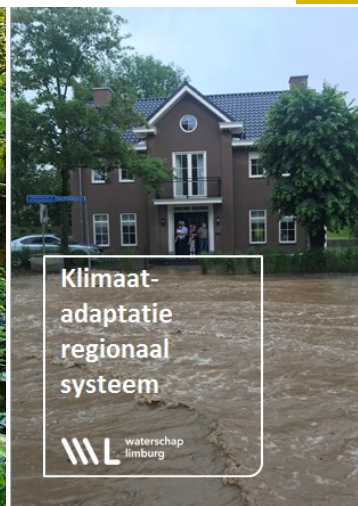 Klimaat-
adaptatie
regionaal
systeem
waterschap
limburg